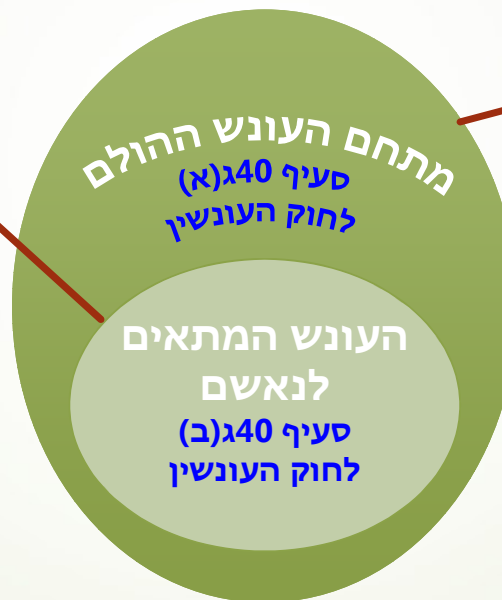 מתחם העונש ההולם
סעיף 40ג(א)
לחוק העונשין
העונש המתאים
לנאשם
סעיף 40ג(ב)
לחוק העונשין